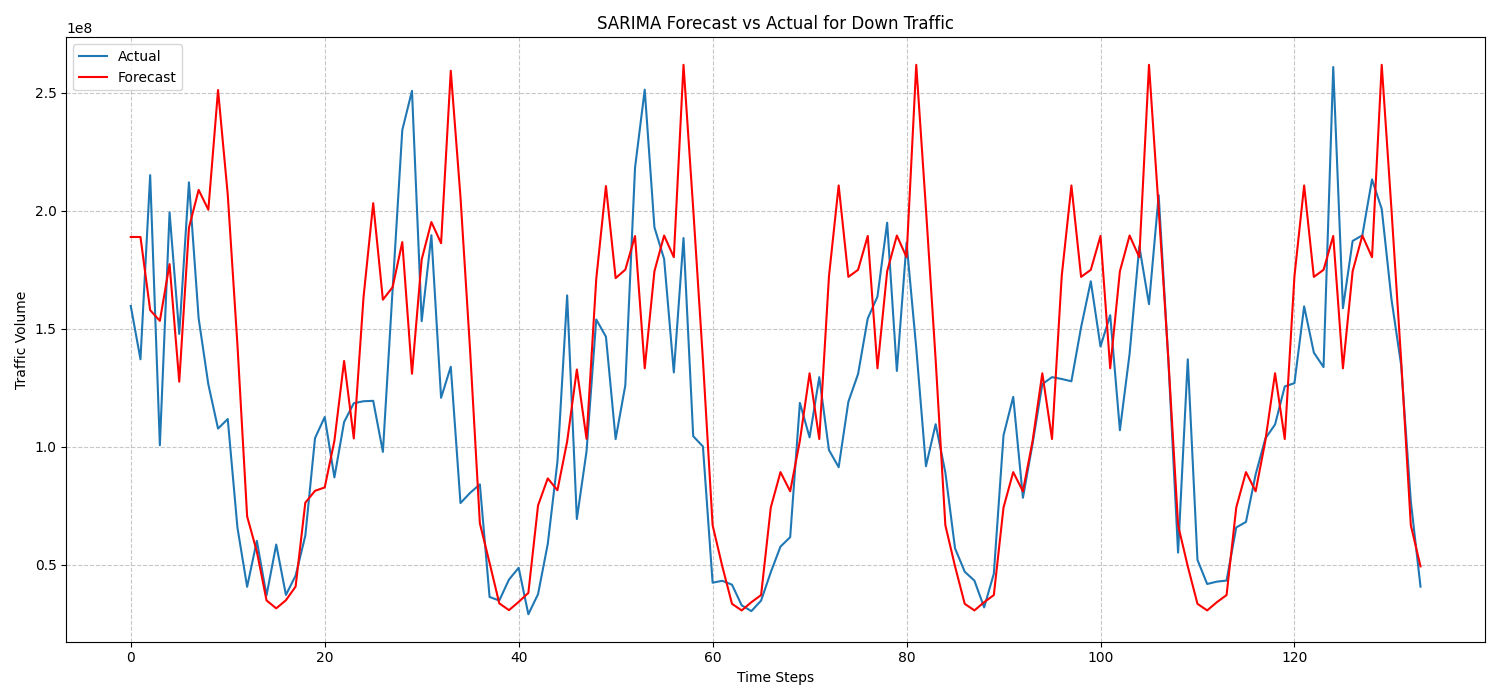 SARIMA Forecast vs Actual for Down Traffic
1e8
Actual
Forecast
2.5
2.0
1.5
1.0
0.5
Traffic Volume
0 20 40 60 80 100 120
Time Steps